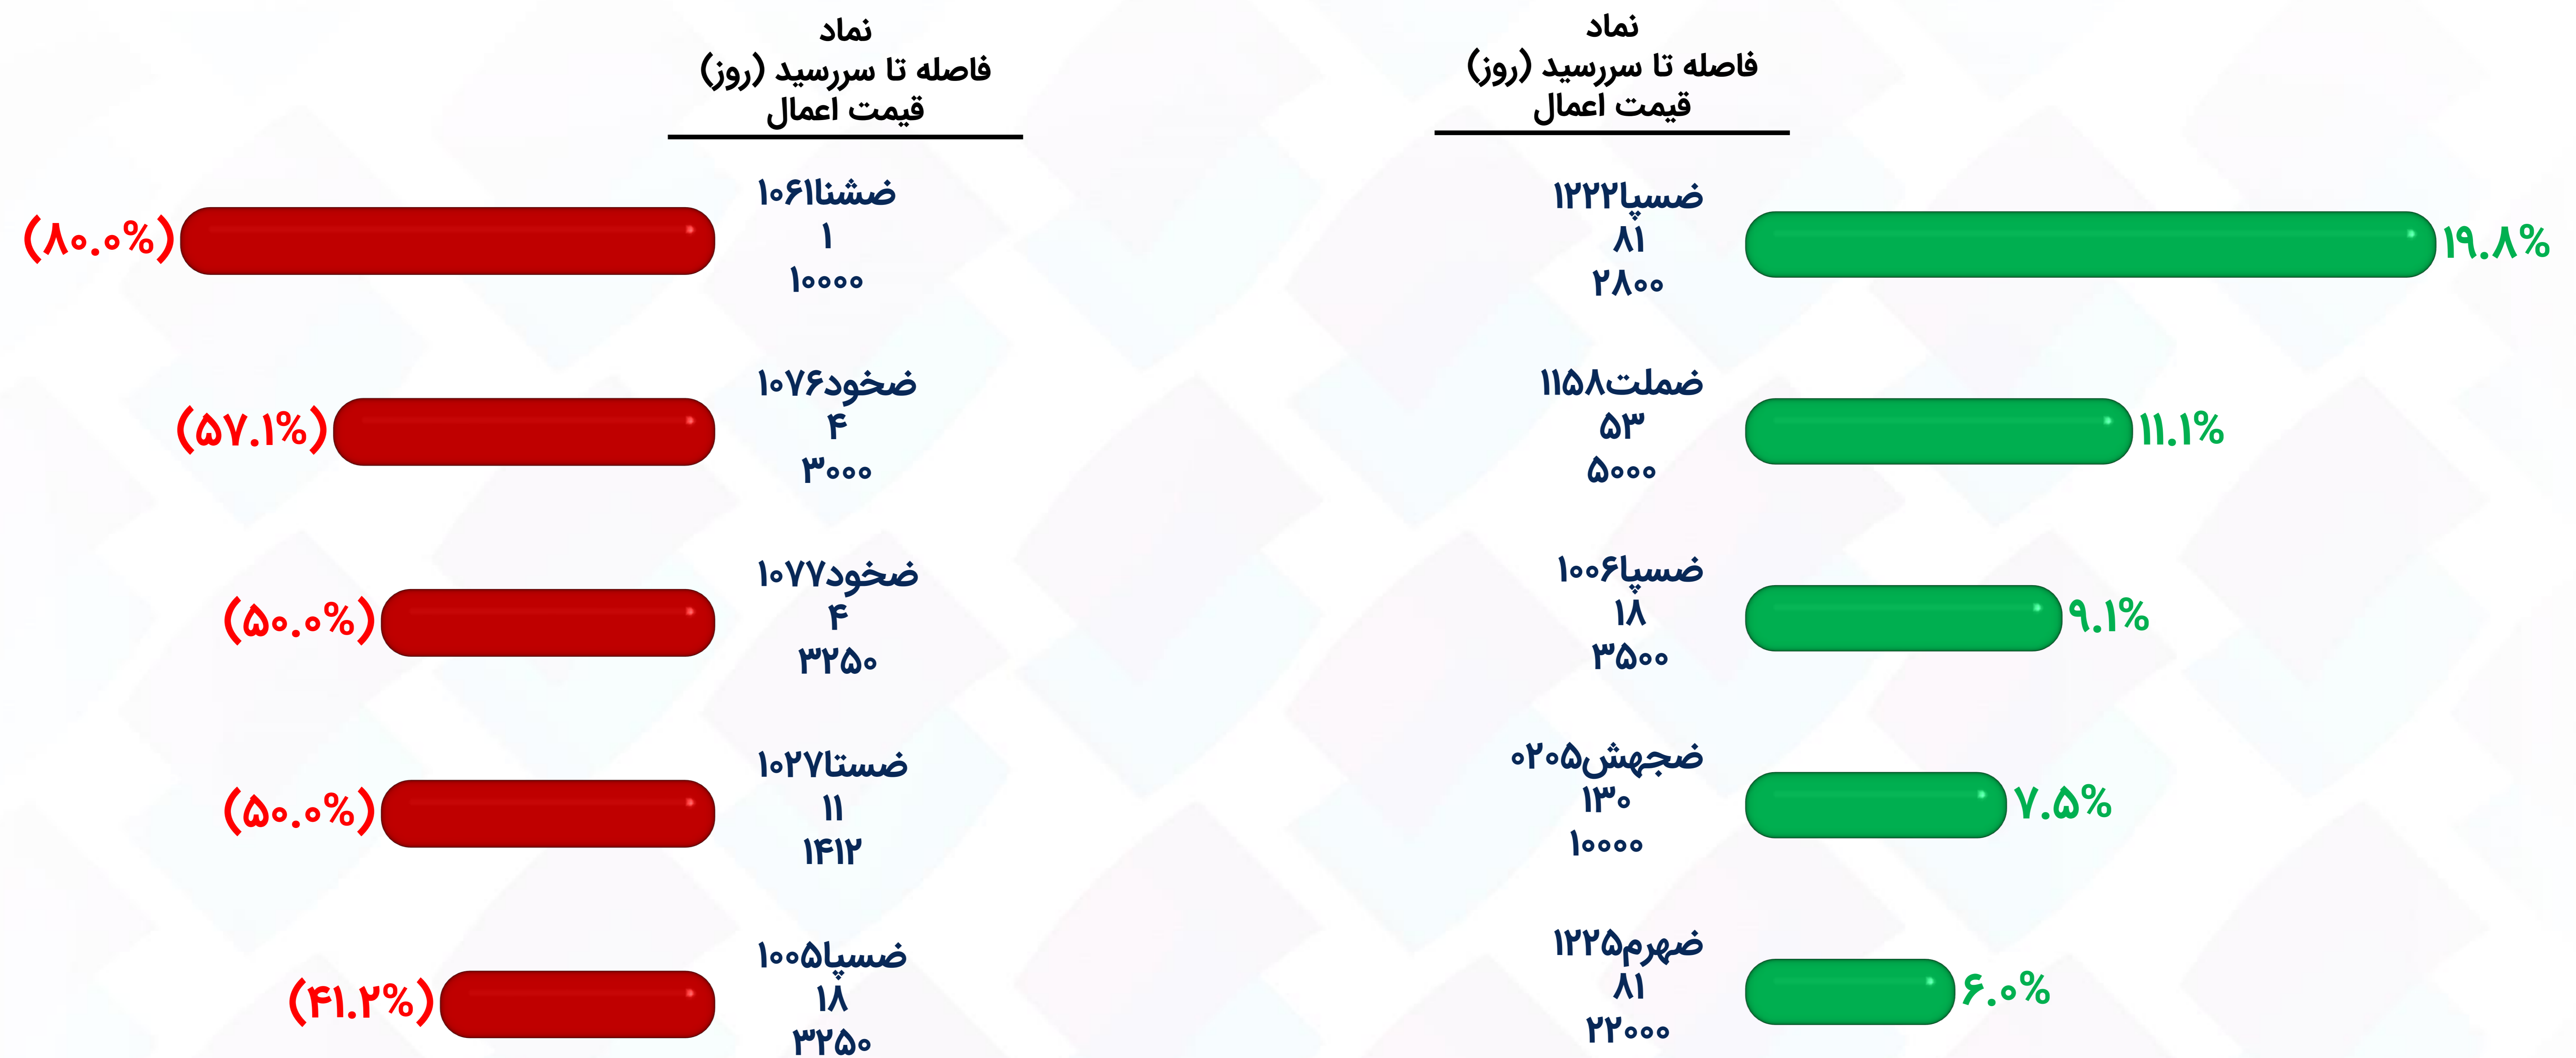 نماد
فاصله تا سررسید (روز)
قیمت اعمال
ضسپا۱۲۲۲
۸۱
۲۸۰۰
۱۹.۸%
ضملت۱۱۵۸
۵۳
۵۰۰۰
۱۱.۱%
ضسپا۱۰۰۶
۱۸
۳۵۰۰
۹.۱%
ضجهش۰۲۰۵
۱۳۰
۱۰۰۰۰
۷.۵%
ضهرم۱۲۲۵
۸۱
۲۲۰۰۰
۶.۰%
نماد
فاصله تا سررسید (روز)
قیمت اعمال
ضشنا۱۰۶۱
۱
۱۰۰۰۰
(۸۰.۰%)
ضخود۱۰۷۶
۴
۳۰۰۰
(۵۷.۱%)
ضخود۱۰۷۷
۴
۳۲۵۰
(۵۰.۰%)
ضستا۱۰۲۷
۱۱
۱۴۱۲
(۵۰.۰%)
ضسپا۱۰۰۵
۱۸
۳۲۵۰
(۴۱.۲%)